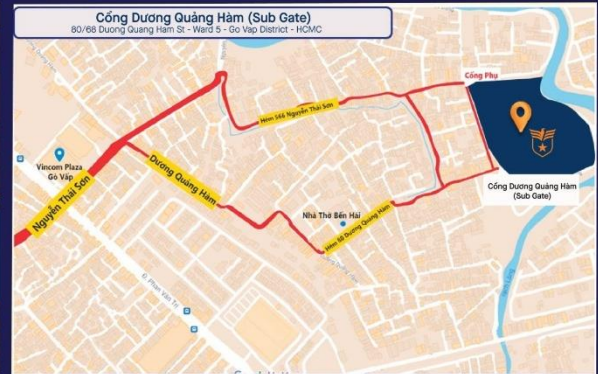 Cổng Dương Quảng Hàm (Sub Gate)
80/68 Duong Quang Ham St - Ward 5 - Go Vap District - HCMC
Cổng Phụ
Hẻm 566 Nguyễn Thái Sơn
Vincom Plaza
Gò Vấp
Nguyễn Thái Sơn
Dương Quảng Hàm
Nhà Thờ Bến Hải
Hẻm 80 Dương Quảng Hàm
Cổng Dương Quảng Hàm
(Sub Gate)
Đ. Phan Văn Trị